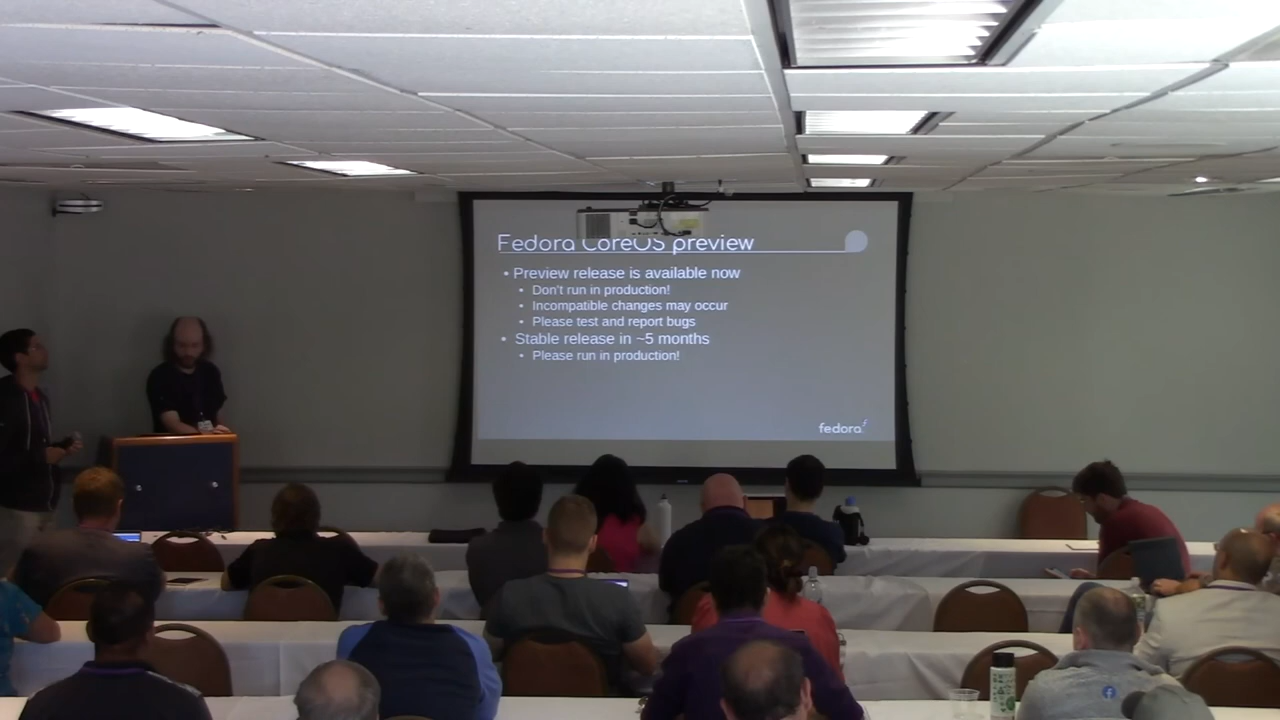 Fedora CoreOS preview
• Preview release is available now
• Don't run in production!
• Incompatible changes may occur
• Please test and report bugs
• Stable release in ~5 months
• Please run in production!
fedora